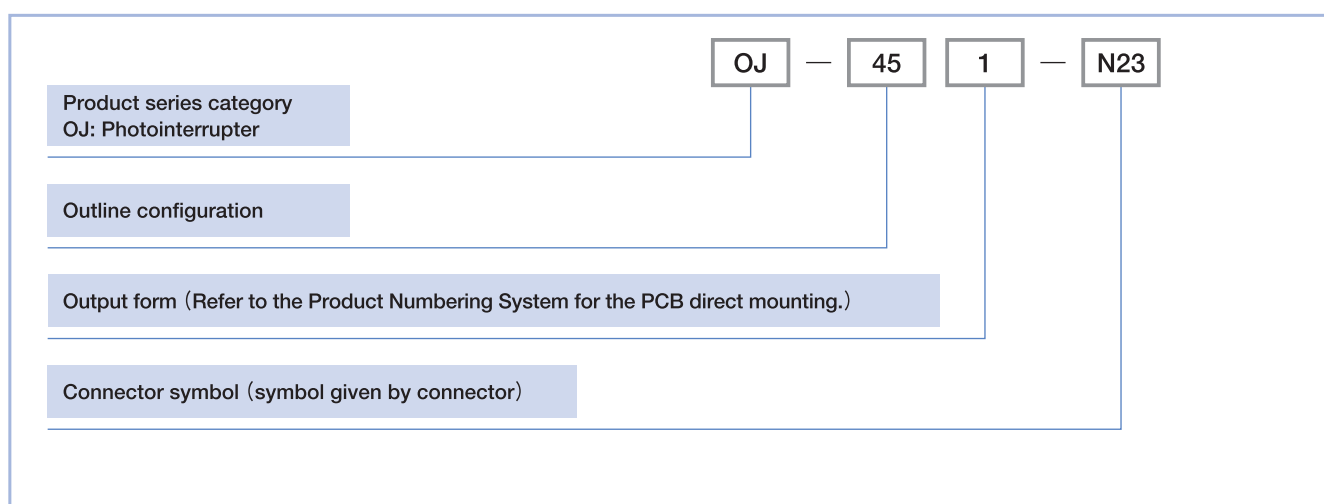 OJ — 45 1 — N23
Product series category
OJ: Photointerrupter
Outline configuration
Output form（Refer to the Product Numbering System for the PCB direct mounting.）
Connector symbol（symbol given by connector）